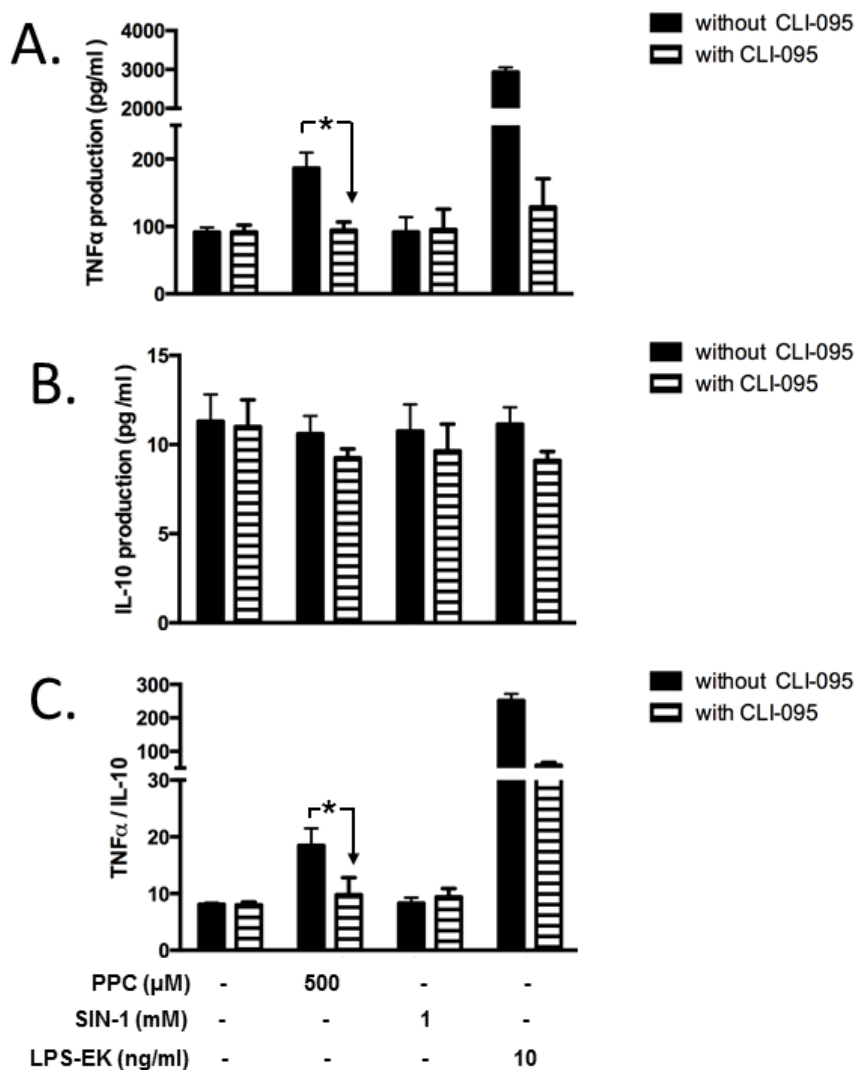 A.
TNFα production (pg/ml)
4000
3000
2000
200
100
0
*
without CLI-095
with CLI-095
B.
IL-10 production (pg /ml)
15
10
5
0
without CLI-095
with CLI-095
C.
TNFα / IL-10
300
200
100
30
20
10
0
*
without CLI-095
with CLI-095
PPC (µM) - 500 - -
SIN-1 (mM) - - 1 -
LPS-EK (ng/ml) - - - 10